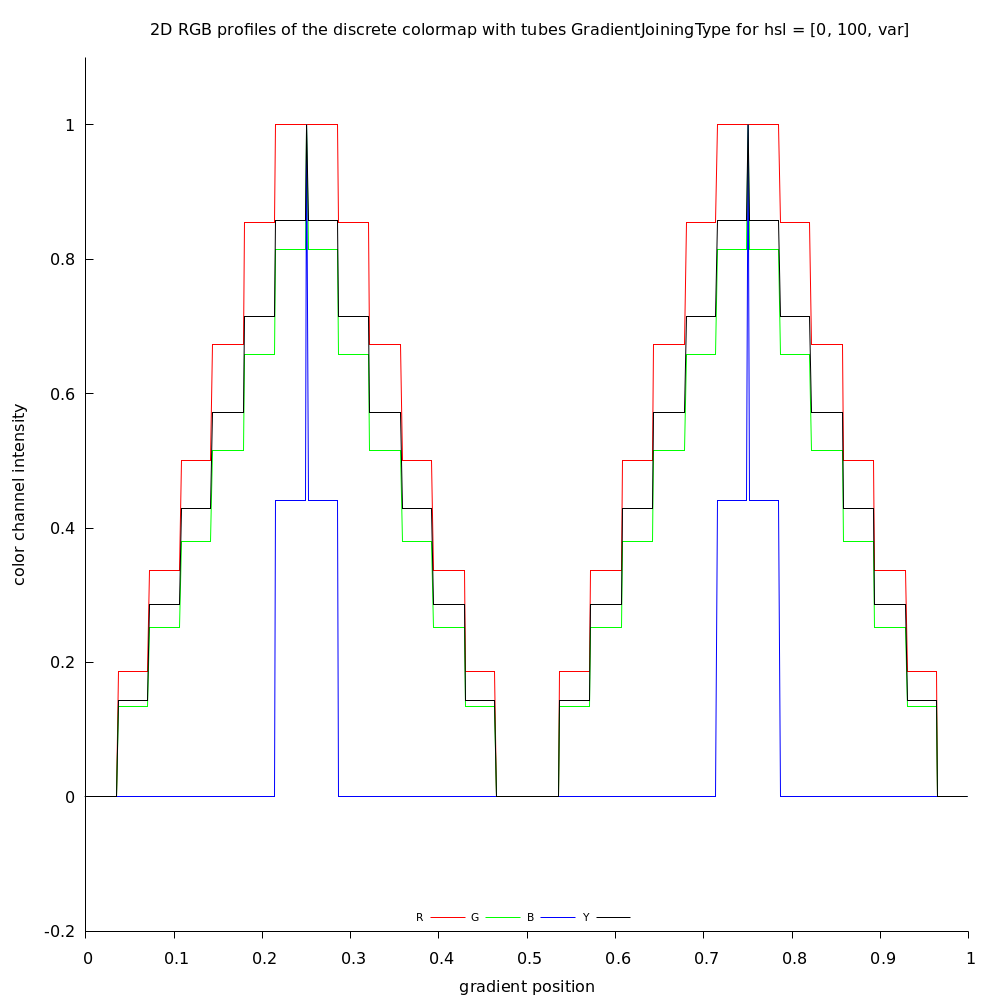 2D RGB profiles of the discrete colormap with tubes GradientJoiningType for hsl = [0, 100, var]
1
0.8
0.6
0.4
0.2
0
-0.2
color channel intensity
R G B Y
0 0.1 0.2 0.3 0.4 0.5 0.6 0.7 0.8 0.9 1
gradient position